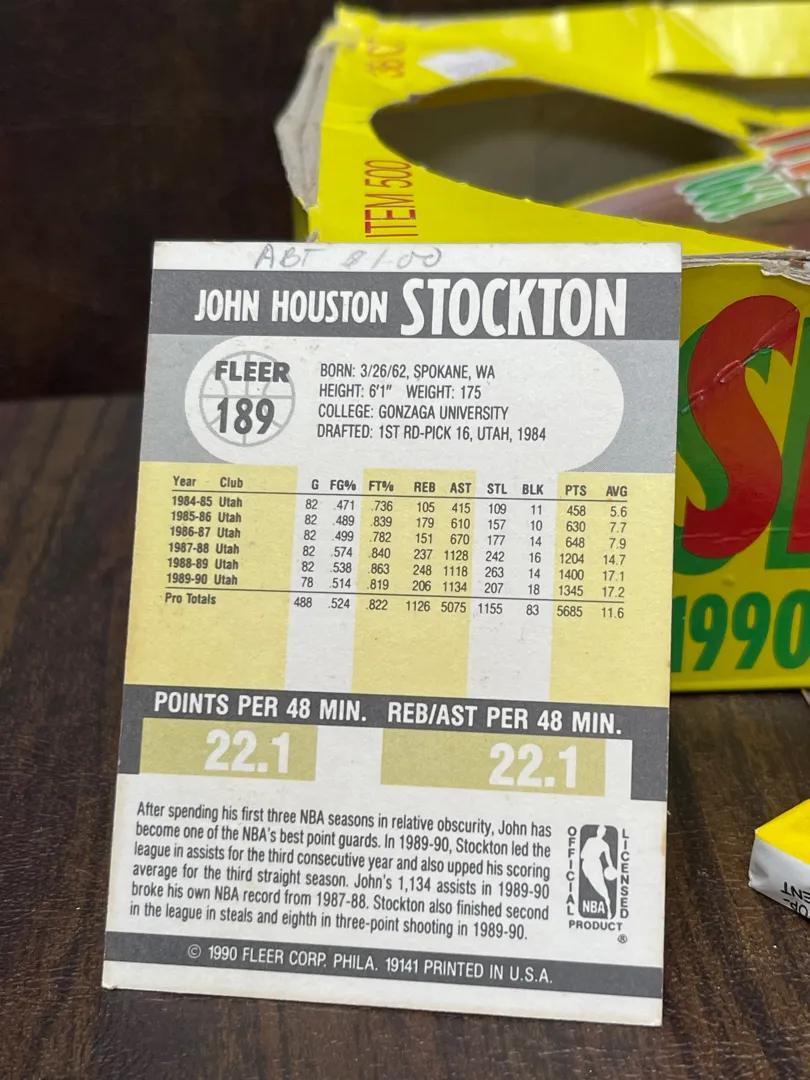 36 CT
ITEM 500
ABT $1.00
JOHN HOUSTON STOCKTON
FLEER
189
BORN: 3/26/62, SPOKANE, WA
HEIGHT: 6'1" WEIGHT: 175
COLLEGE: GONZAGA UNIVERSITY
DRAFTED: 1ST RD-PICK 16, UTAH, 1984
Year Club G FG% FT% REB AST STL BLK PTS AVG
1984-85 Utah 82 .471 .736 105 415 109 11 458 5.6
1985-86 Utah 82 .489 .839 179 610 157 10 630 7.7
1986-87 Utah 82 .499 .782 151 670 177 14 648 7.9
1987-88 Utah 82 .574 .840 237 1128 242 16 1204 14.7
1988-89 Utah 82 .538 .863 248 1118 263 14 1400 17.1
1989-90 Utah 78 .514 .819 206 1134 207 18 1345 17.2
Pro Totals 488 .524 .822 1126 5075 1155 83 5685 11.6
POINTS PER 48 MIN. REB/AST PER 48 MIN.
22.1 22.1
After spending his first three NBA seasons in relative obscurity, John has
become one of the NBA's best point guards. In 1989-90, Stockton led the
league in assists for the third consecutive year and also upped his scoring
average for the third straight season. John's 1,134 assists in 1989-90
broke his own NBA record from 1987-88. Stockton also finished second
in the league in steals and eighth in three-point shooting in 1989-90.
OFFICIAL
NBA
LICENSED
PRODUCT
®
© 1990 FLEER CORP. PHILA. 19141 PRINTED IN U.S.A.
1990